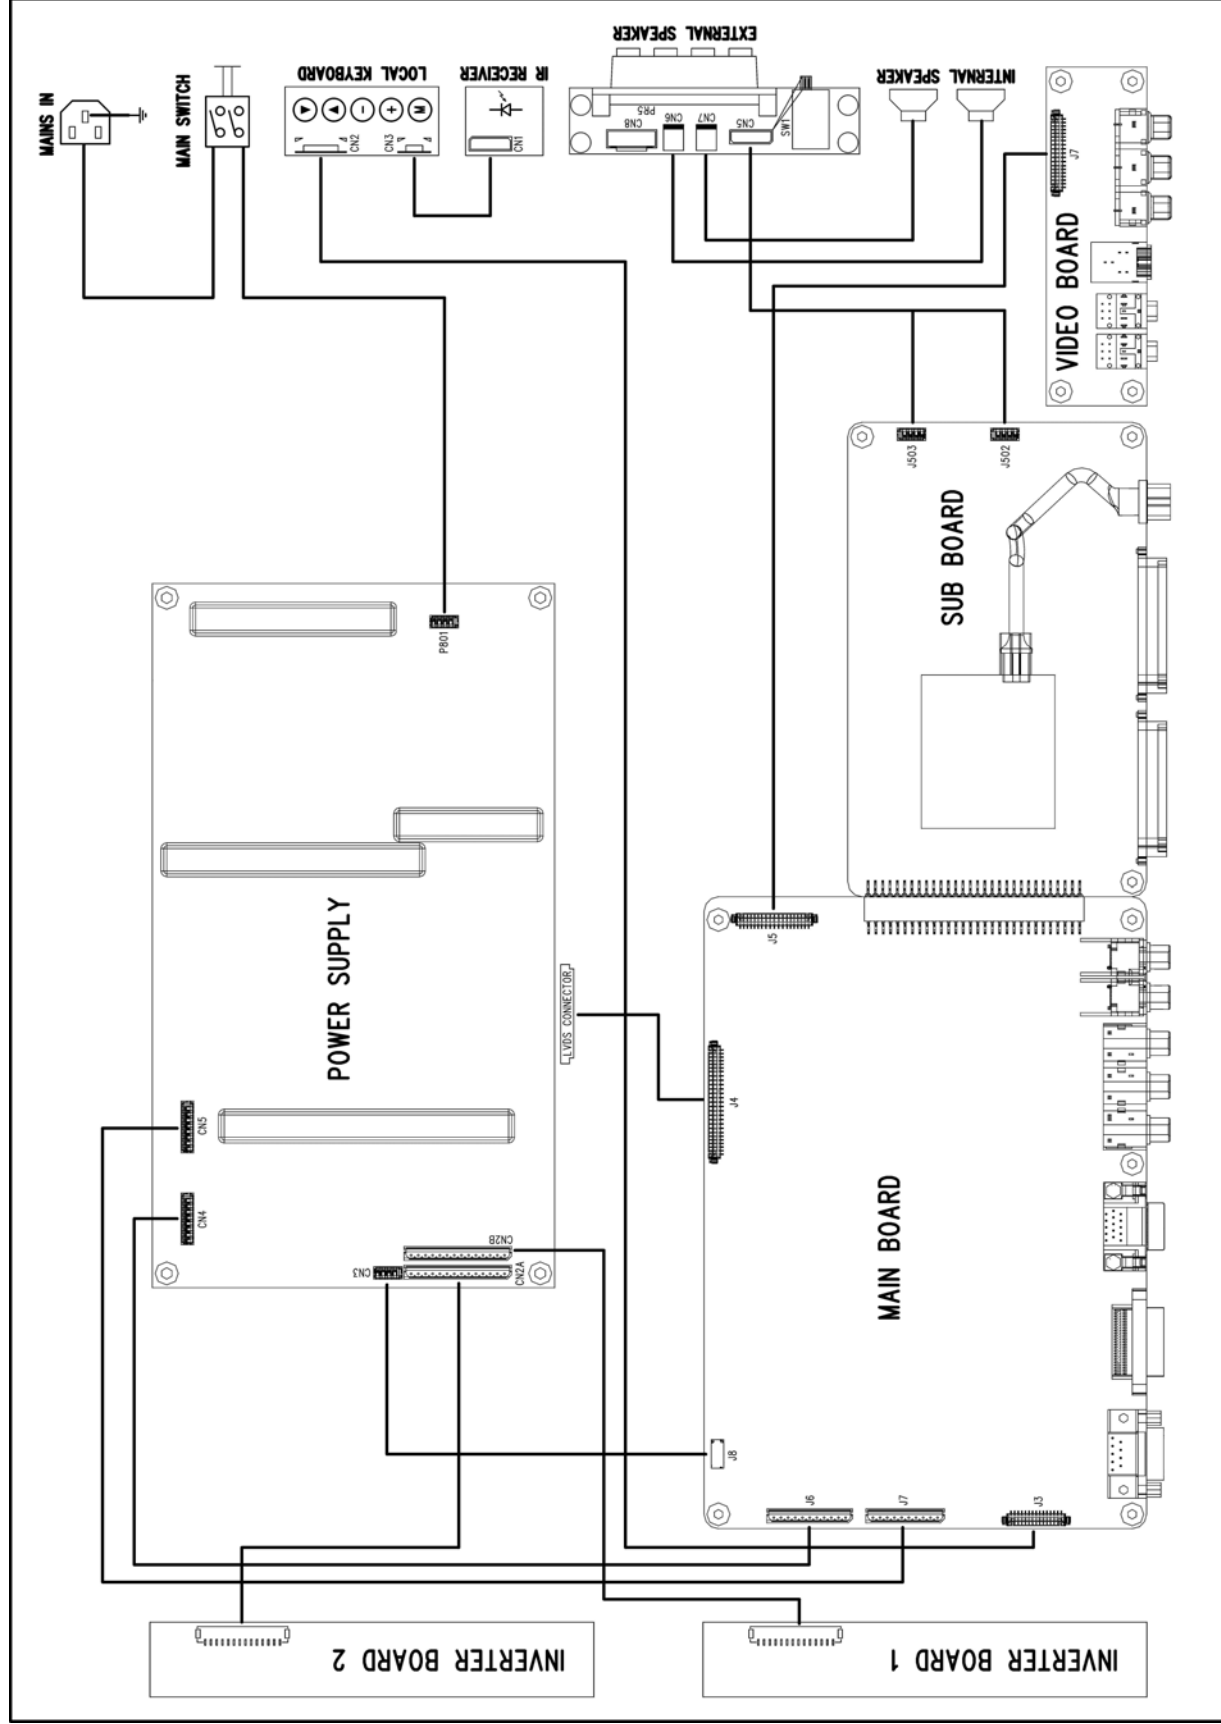 EXTERNAL SPEAKER
MAINS IN
MAIN SWITCH
LOCAL KEYBOARD
IR RECEIVER
INTERNAL SPEAKER
M
CN2
CN3
CN1
PR5
CN8
CN6
CN7
CN5
SW1
J7
VIDEO BOARD
J503
J502
SUB BOARD
P801
POWER SUPPLY
LVDS CONNECTOR
J5
J4
CN5
CN4
CN2B
CN3
CN2A
MAIN BOARD
J8
J6
J7
J3
INVERTER BOARD 2
INVERTER BOARD 1